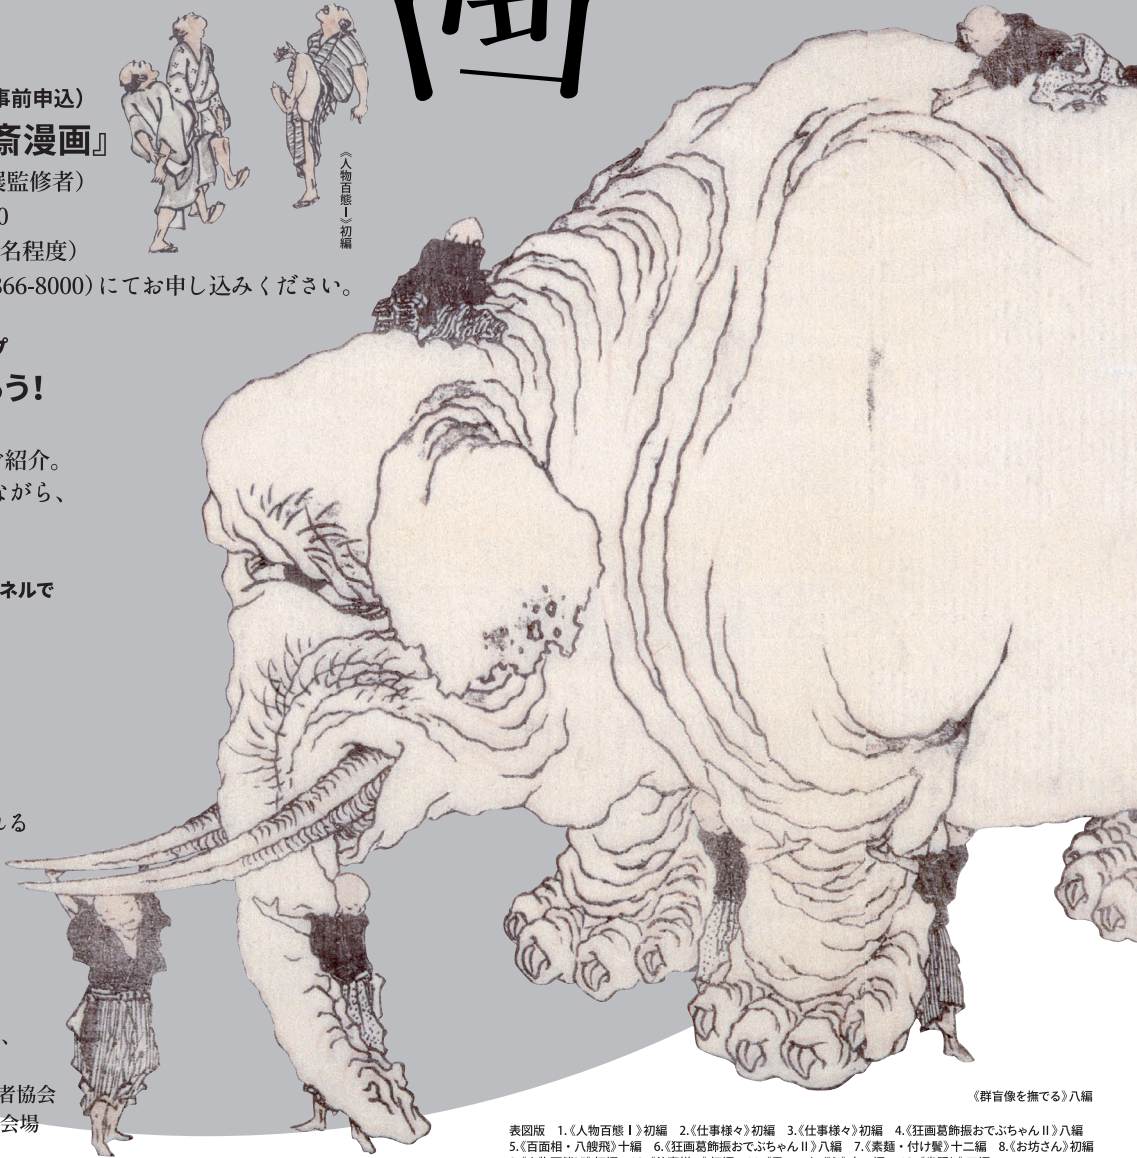 事前申込）
斎漫画』
展監修者）
0
名程度）
866-8000）にてお申し込みください。
《人物百態Ⅰ》初編
プ
ろう！
ご紹介。
ながら、
ネルで
れる
、
者協会
会場
《群盲像を撫でる》八編
表図版　1.《人物百態Ⅰ》初編　2.《仕事様々》初編　3.《仕事様々》初編　4.《狂画葛飾振おでぶちゃんⅡ》八編
5.《百面相・八艘飛》十編　6.《狂画葛飾振おでぶちゃんⅡ》八編　7.《素麺・付け鬢》十二編　8.《お坊さん》初編